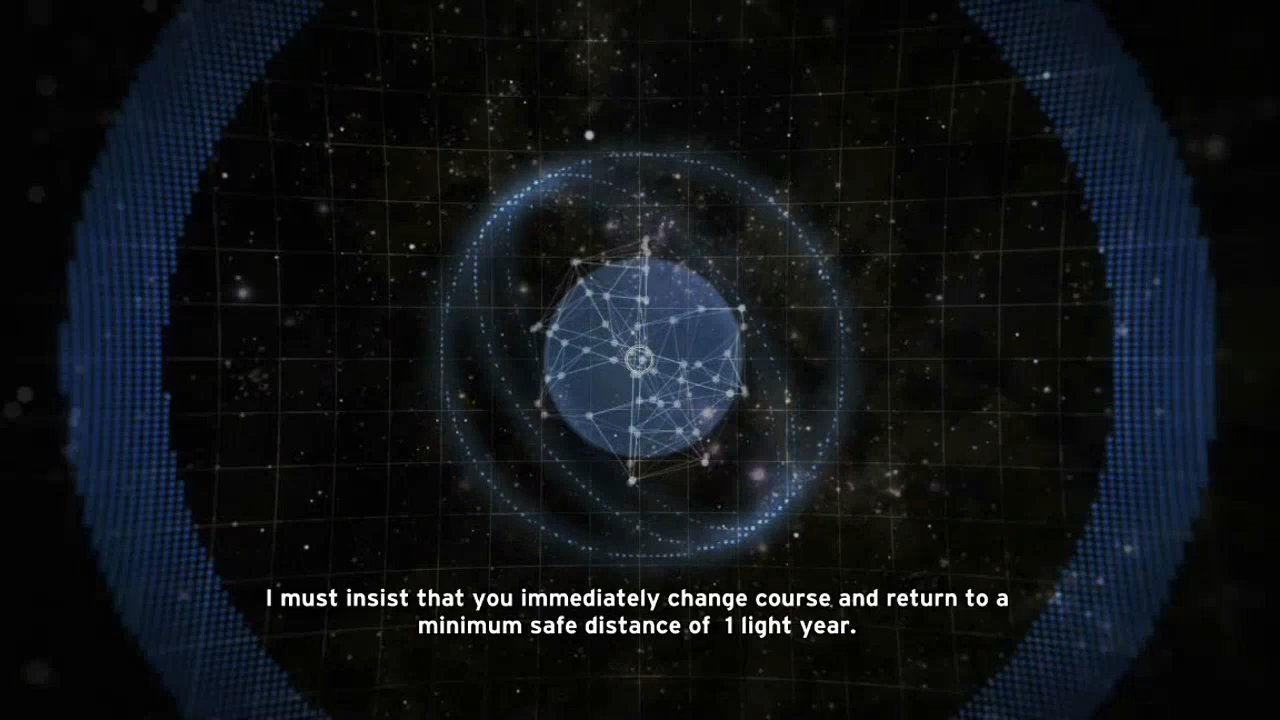 I must insist that you immediately change course and return to a
minimum safe distance of  1 light year.